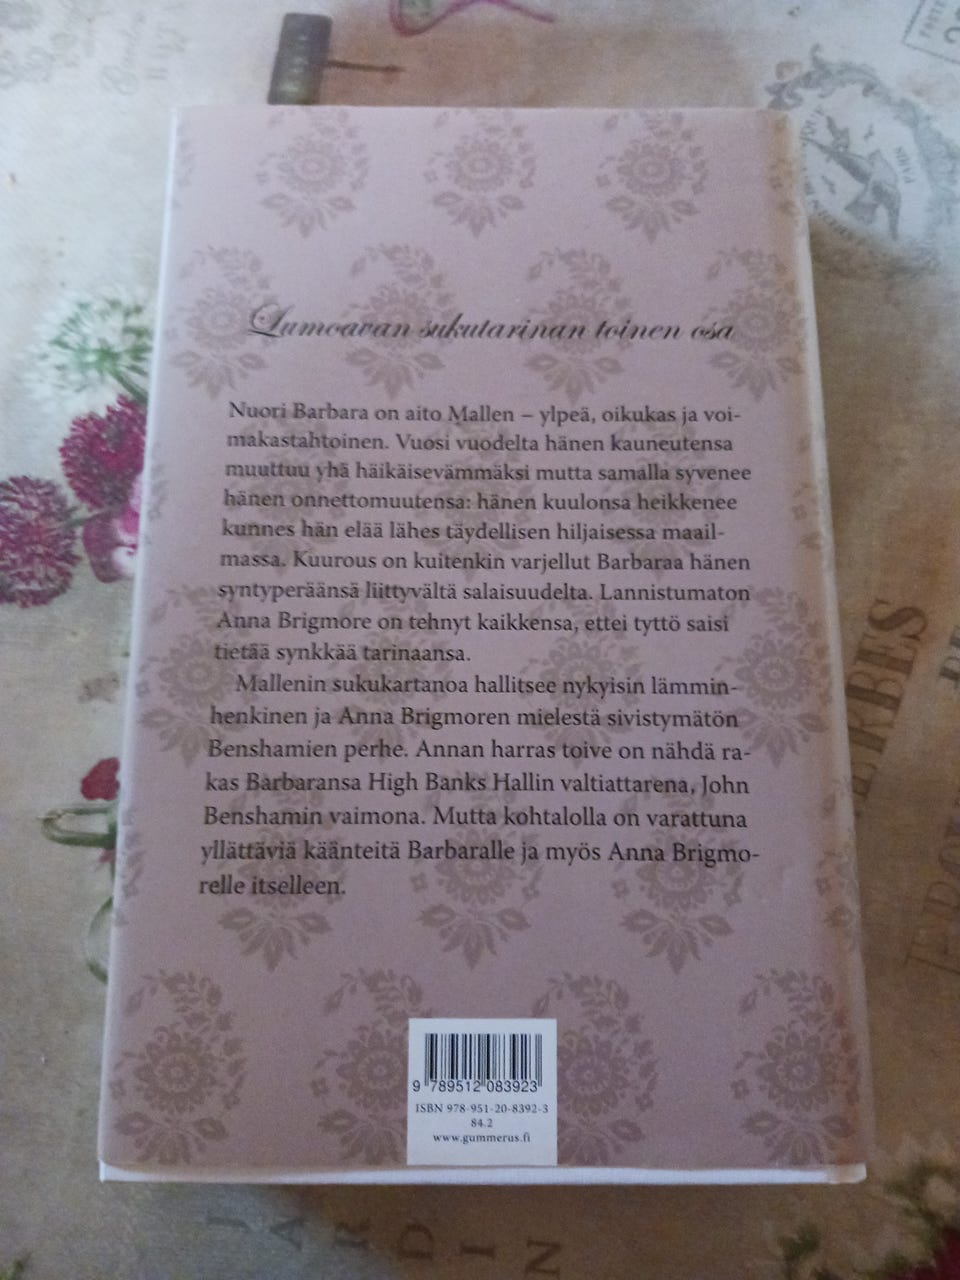 Lumoavan sukutarinan toinen osa
Nuori Barbara on aito Mallen – ylpeä, oikukas ja voi-
makastahtoinen. Vuosi vuodelta hänen kauneutensa
muuttuu yhä häikäisevämmäksi mutta samalla syvenee
hänen onnettomuutensa: hänen kuulonsa heikkenee
kunnes hän elää lähes täydellisen hiljaisessa maail-
massa. Kuurous on kuitenkin varjellut Barbaraa hänen
syntyperäänsä liittyvältä salaisuudelta. Lannistumaton
Anna Brigmore on tehnyt kaikkensa, ettei tyttö saisi
tietää synkkää tarinaansa.
Mallenin sukukartanoa hallitsee nykyisin lämmin-
henkinen ja Anna Brigmoren mielestä sivistymätön
Benshamien perhe. Annan harras toive on nähdä ra-
kas Barbaransa High Banks Hallin valtiattarena, John
Benshamin vaimona. Mutta kohtalolla on varattuna
yllättäviä käänteitä Barbaralle ja myös Anna Brigmo-
relle itselleen.
9 789512 083923
ISBN 978-951-20-8392-3
84.2
www.gummerus.fi
JARDIN